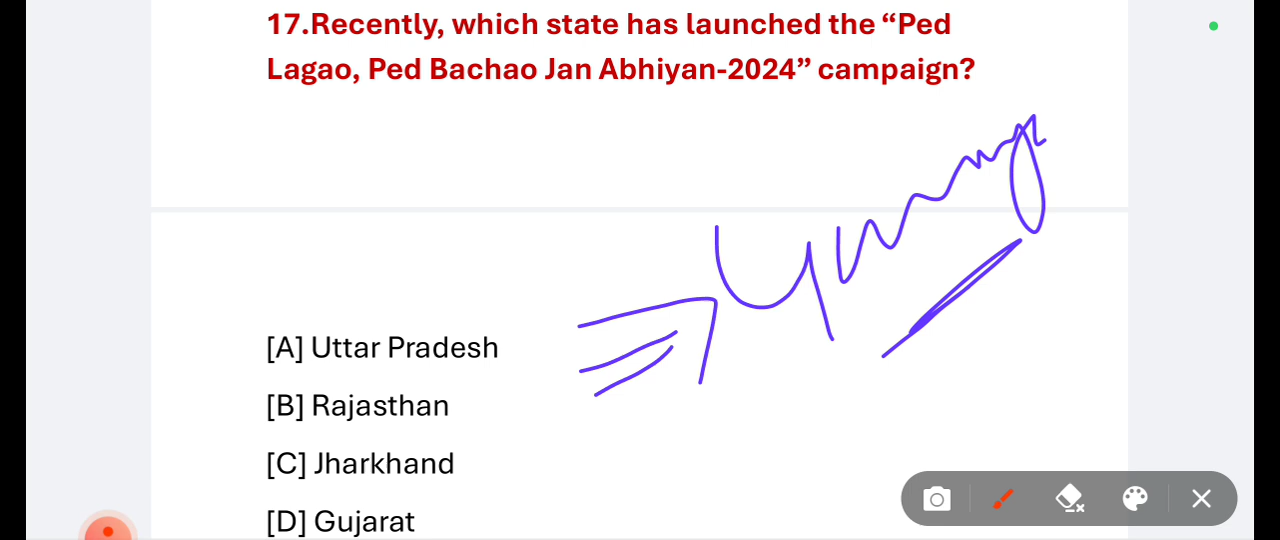 17.Recently, which state has launched the “Ped
Lagao, Ped Bachao Jan Abhiyan-2024” campaign?
[A] Uttar Pradesh
[B] Rajasthan
[C] Jharkhand
[D] Gujarat